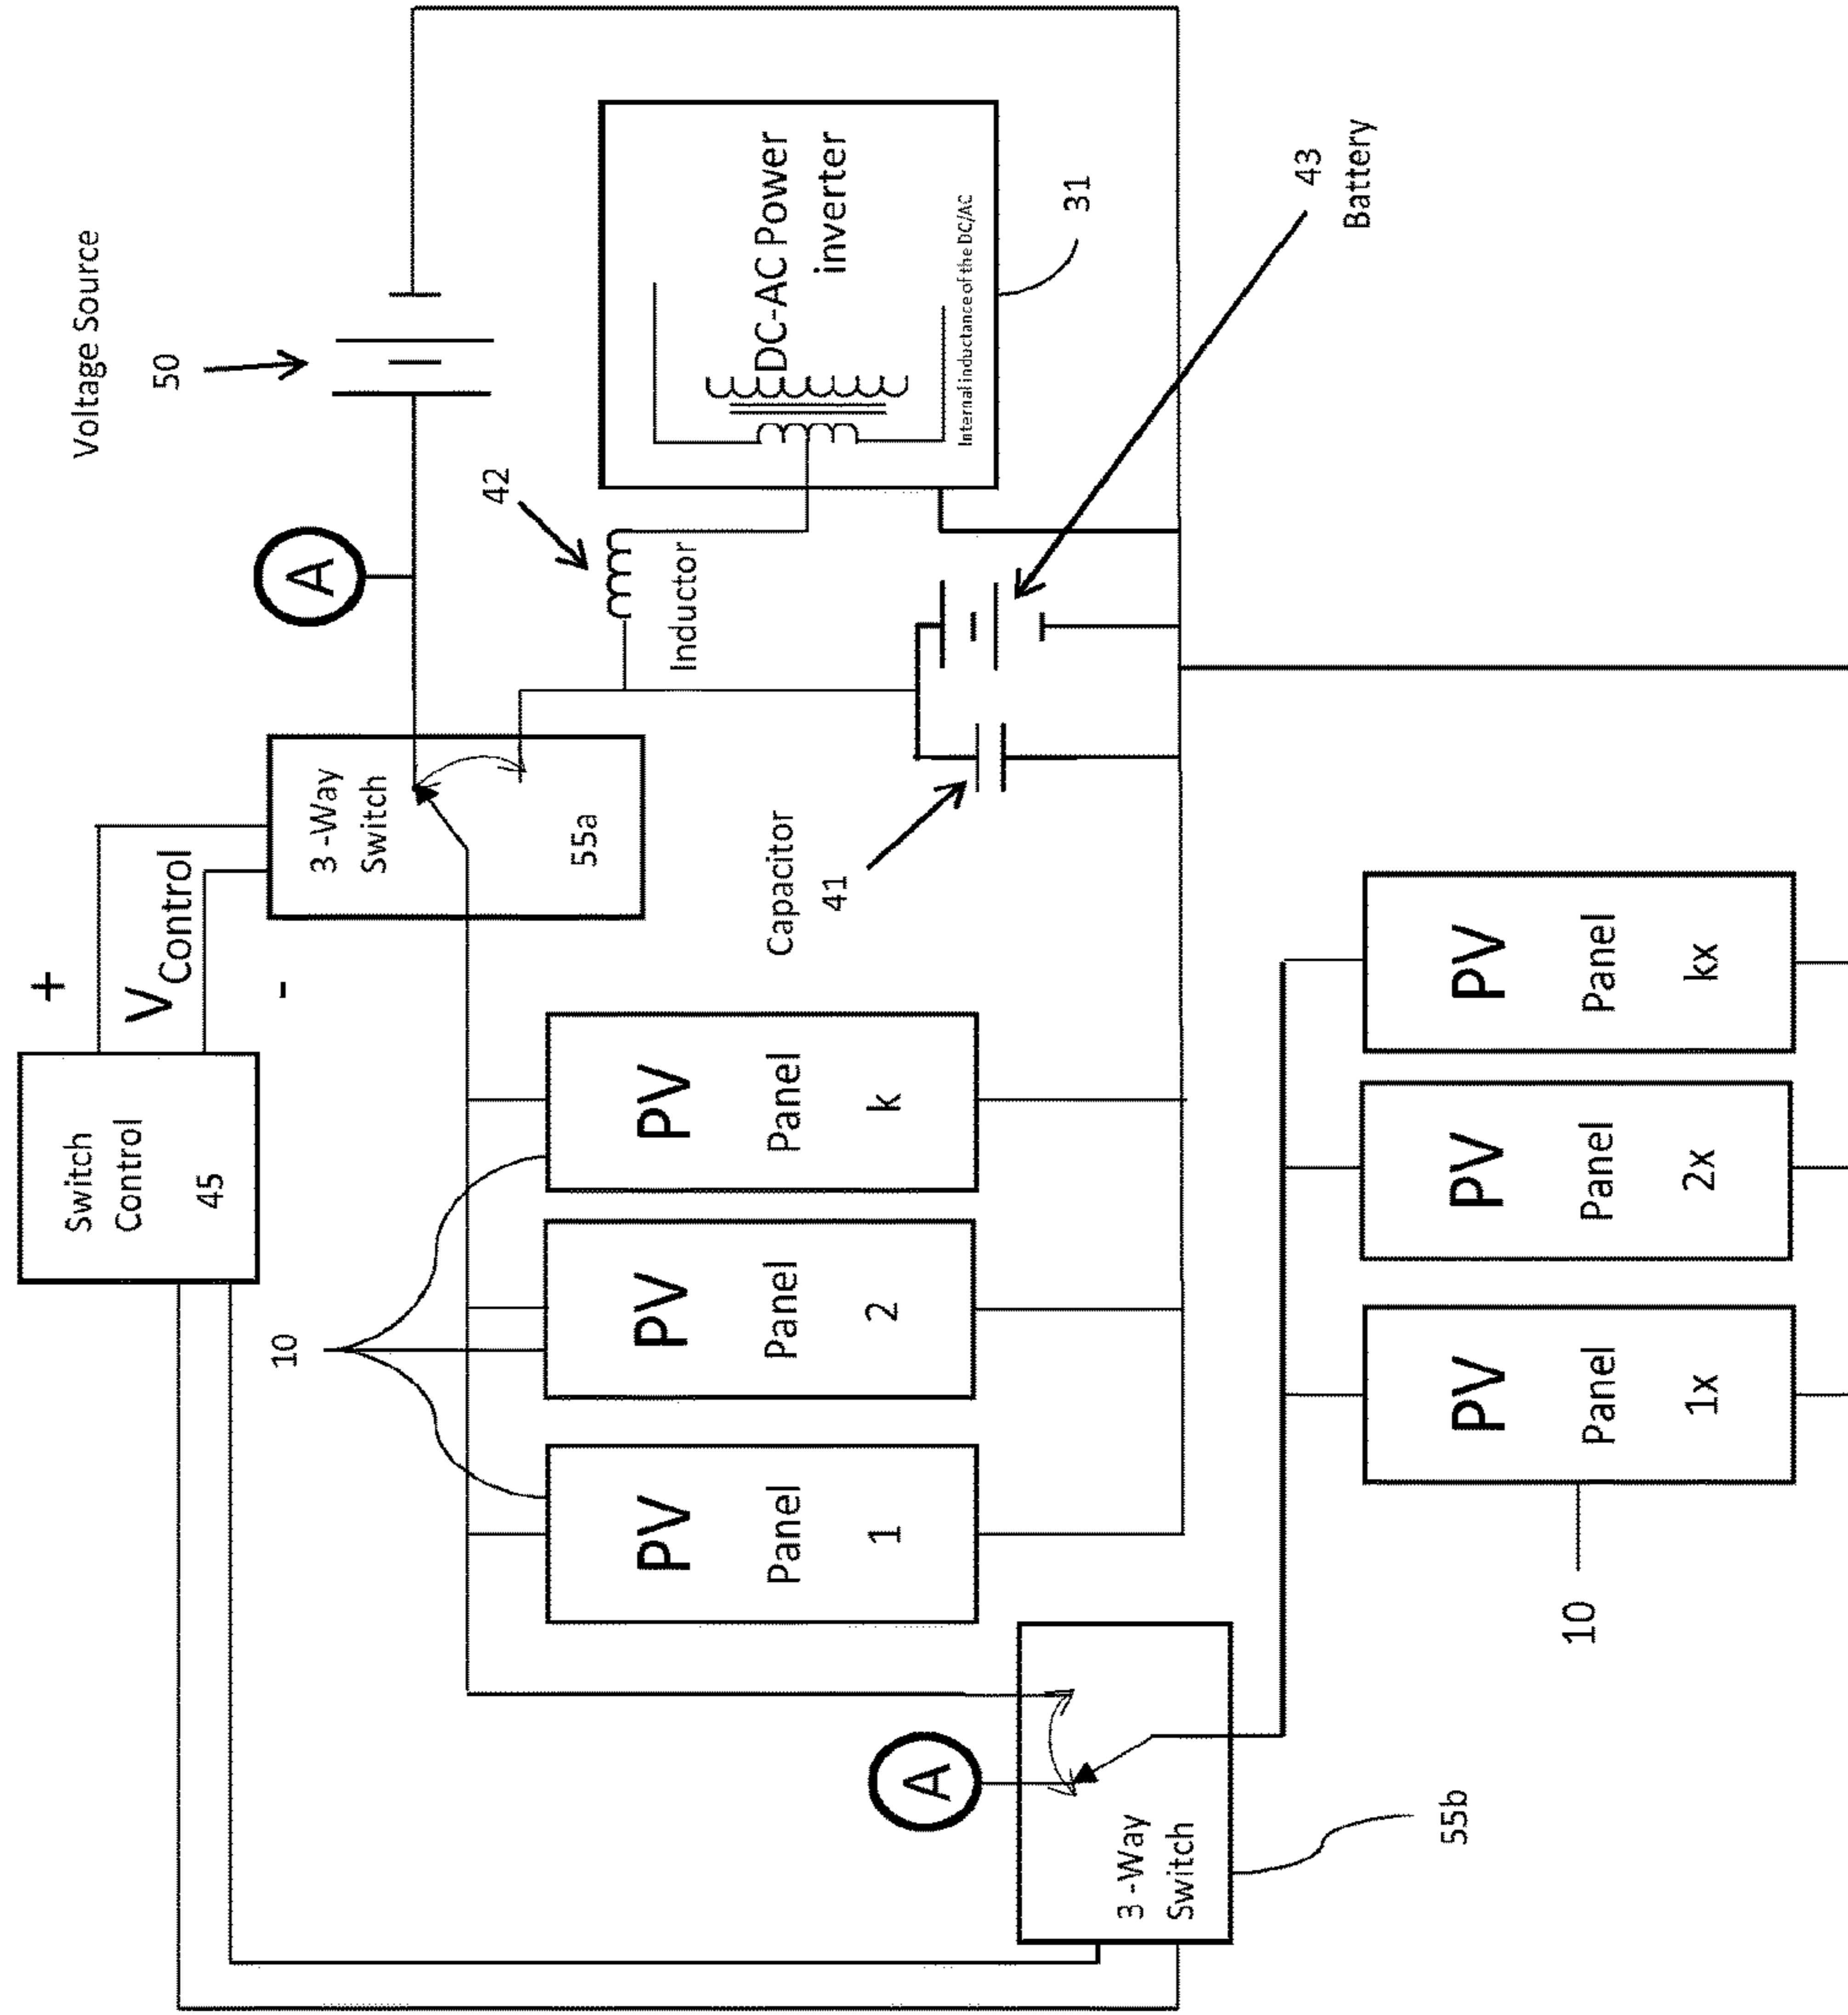 Voltage Source
50
A
+
V Control
-
Switch
Control
45
3 -Way
Switch
55a
42
Inductor
DC-AC Power
inverter
Internal inductance of the DC/AC
31
43
Battery
Capacitor
41
10
PV
Panel
1
PV
Panel
2
PV
Panel
k
A
3 -Way
Switch
55b
PV
Panel
1x
PV
Panel
2x
PV
Panel
kx
10